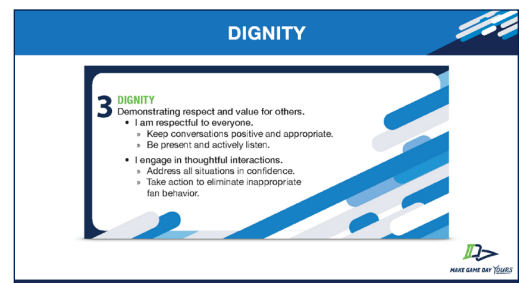 DIGNITY
3 DIGNITY
Demonstrating respect and value for others.
• I am respectful to everyone.
» Keep conversations positive and appropriate.
» Be present and actively listen.
• I engage in thoughtful interactions.
» Address all situations in confidence.
» Take action to eliminate inappropriate
fan behavior.
MAKE GAME DAY YOURS